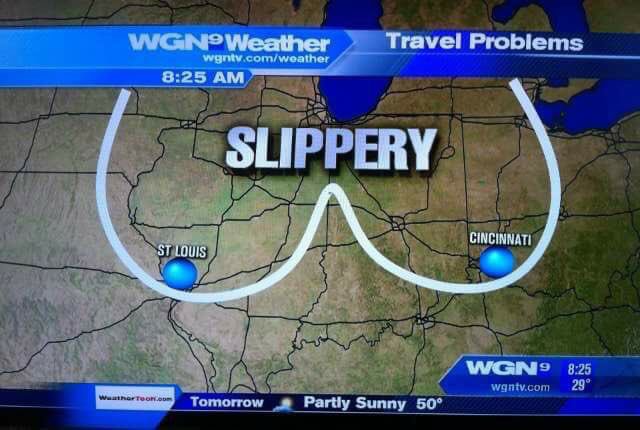 WGN9 Weather
wgntv.com/weather
Travel Problems
8:25 AM
SLIPPERY
ST LOUIS
CINCINNATI
WGN9 8:25
wgntv.com 29°
WeatherTech.com Tomorrow Partly Sunny 50°